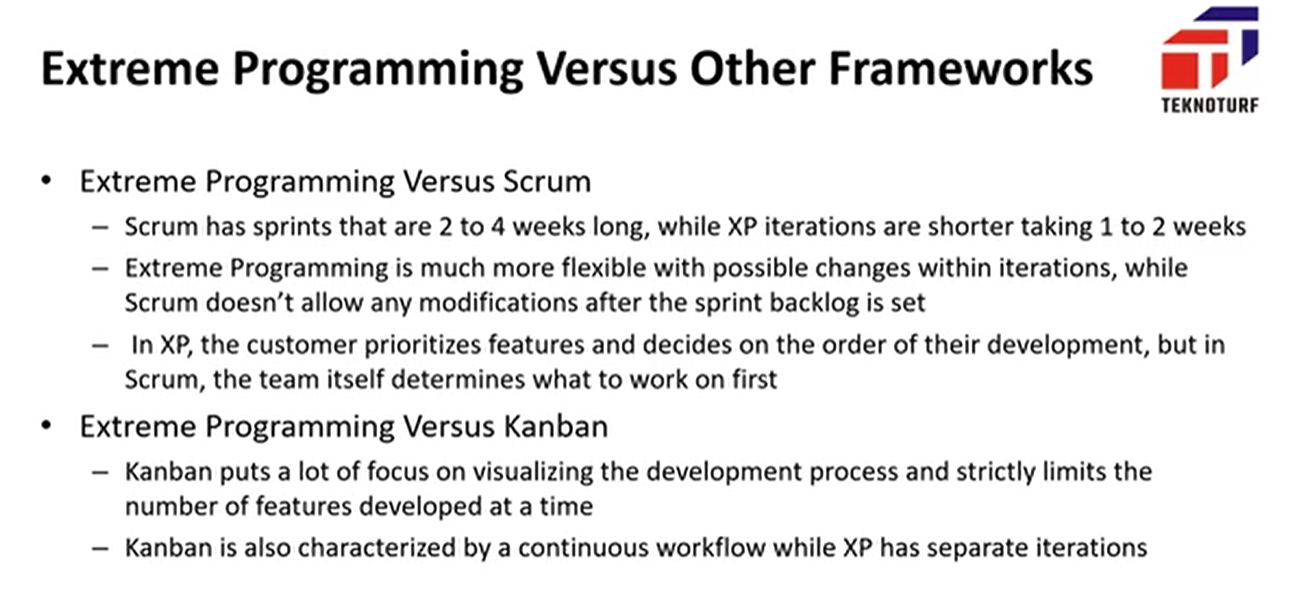 Extreme Programming Versus Other Frameworks
TEKNOTURF
• Extreme Programming Versus Scrum
– Scrum has sprints that are 2 to 4 weeks long, while XP iterations are shorter taking 1 to 2 weeks
– Extreme Programming is much more flexible with possible changes within iterations, while
Scrum doesn’t allow any modifications after the sprint backlog is set
– In XP, the customer prioritizes features and decides on the order of their development, but in
Scrum, the team itself determines what to work on first
• Extreme Programming Versus Kanban
– Kanban puts a lot of focus on visualizing the development process and strictly limits the
number of features developed at a time
– Kanban is also characterized by a continuous workflow while XP has separate iterations